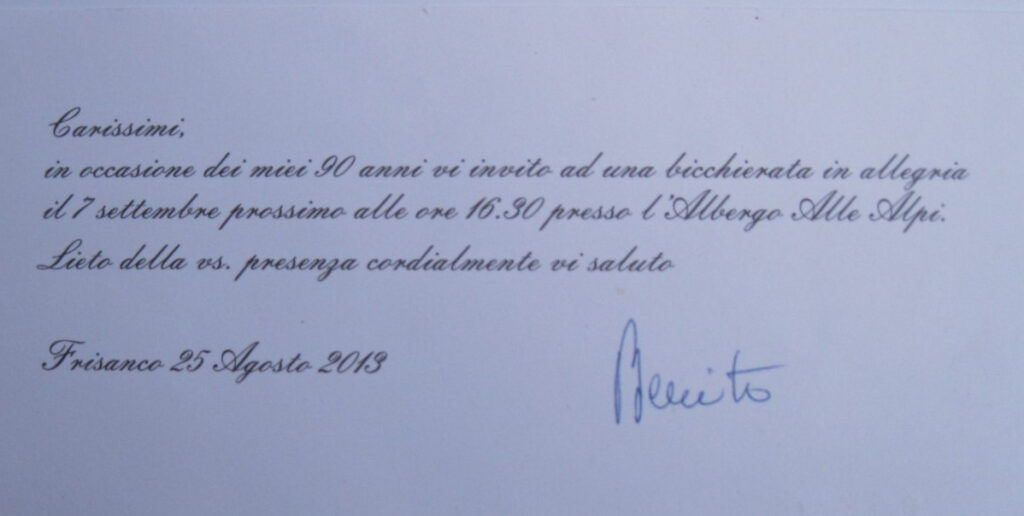 Carissimi,
in occasione dei miei 90 anni vi invito ad una bicchierata in allegria
il 7 settembre prossimo alle ore 16.30 presso l'Albergo Alle Alpi.
Lieto della vs. presenza cordialmente vi saluto
Frisanco 25 Agosto 2013
Benito